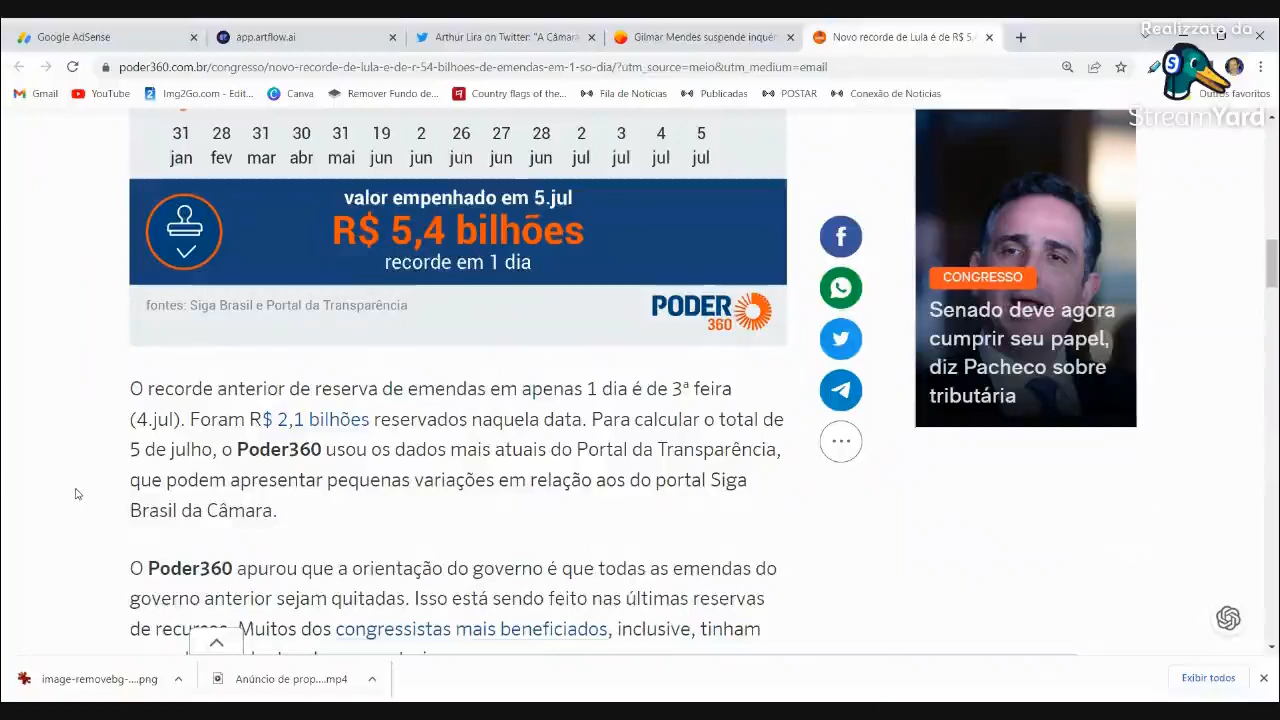 Realizzato da
StreamYard
Google AdSense
app.artflow.ai
Arthur Lira on Twitter: "A Câmara
Gilmar Mendes suspende inquér
Novo recorde de Lula é de R$ 5,
poder360.com.br/congresso/novo-recorde-de-lula-e-de-r-54-bilhoes-em-emendas-em-1-so-dia/?utm_source=meio&utm_medium=email
Gmail
YouTube
Img2Go.com - Edit...
Canva
Remover Fundo de...
Country flags of the...
Fila de Notícias
Publicadas
POSTAR
Conexão de Notícias
Outros favoritos
31 28 31 30 31 19 2 26 27 28 2 3 4 5
jan fev mar abr mai jun jun jun jun jun jul jul jul jul
valor empenhado em 5.jul
R$ 5,4 bilhões
recorde em 1 dia
fontes: Siga Brasil e Portal da Transparência
PODER
360
O recorde anterior de reserva de emendas em apenas 1 dia é de 3ª feira
(4.jul). Foram R$ 2,1 bilhões reservados naquela data. Para calcular o total de
5 de julho, o Poder360 usou os dados mais atuais do Portal da Transparência,
que podem apresentar pequenas variações em relação aos do portal Siga
Brasil da Câmara.
O Poder360 apurou que a orientação do governo é que todas as emendas do
governo anterior sejam quitadas. Isso está sendo feito nas últimas reservas
de recursos. Muitos dos congressistas mais beneficiados, inclusive, tinham
CONGRESSO
Senado deve agora
cumprir seu papel,
diz Pacheco sobre
tributária
image-removebg-....png
Anúncio de prop....mp4
Exibir todos